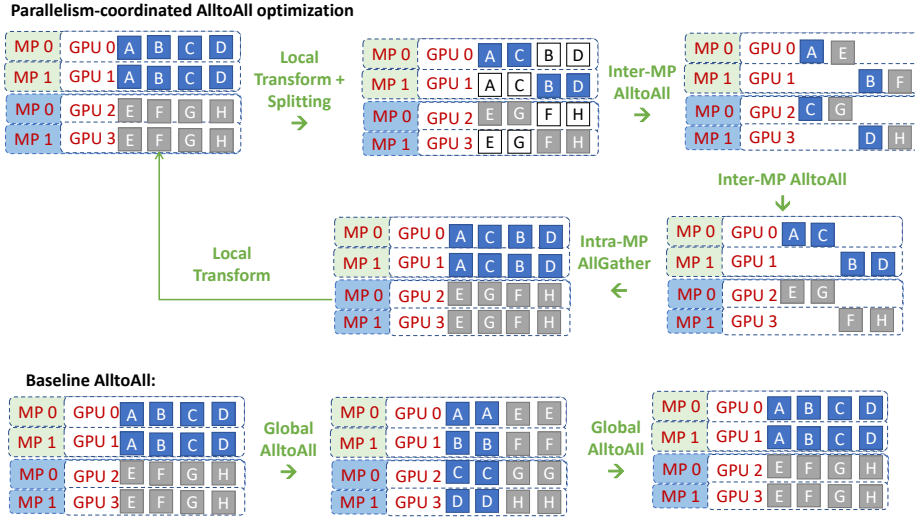 Parallelism-coordinated AlltoAll optimization
MP 0 GPU 0 A B C D
MP 1 GPU 1 A B C D
MP 0 GPU 2 E F G H
MP 1 GPU 3 E F G H
Local
Transform +
Splitting
MP 0 GPU 0 A C B D
MP 1 GPU 1 A C B D
MP 0 GPU 2 E G F H
MP 1 GPU 3 E G F H
Inter-MP
AlltoAll
MP 0 GPU 0 A E
MP 1 GPU 1 B F
MP 0 GPU 2 C G
MP 1 GPU 3 D H
Inter-MP AlltoAll
MP 0 GPU 0 A C
MP 1 GPU 1 B D
MP 0 GPU 2 E G
MP 1 GPU 3 F H
Intra-MP
AllGather
MP 0 GPU 0 A C B D
MP 1 GPU 1 A C B D
MP 0 GPU 2 E G F H
MP 1 GPU 3 E G F H
Local
Transform
Baseline AlltoAll:
MP 0 GPU 0 A B C D
MP 1 GPU 1 A B C D
MP 0 GPU 2 E F G H
MP 1 GPU 3 E F G H
Global
AlltoAll
MP 0 GPU 0 A A E E
MP 1 GPU 1 B B F F
MP 0 GPU 2 C C G G
MP 1 GPU 3 D D H H
Global
AlltoAll
MP 0 GPU 0 A B C D
MP 1 GPU 1 A B C D
MP 0 GPU 2 E F G H
MP 1 GPU 3 E F G H